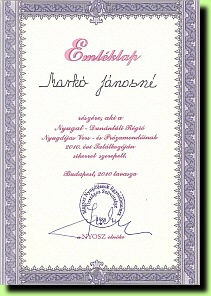 Emléklap
Markó Jánosné
részére, aki a
Nyugat - Dunántúli Régió
Nyugdíjas Vers - és Prózamondóinak
2010. évi Találkozóján
sikerrel szerepelt.
Budapest, 2010 tavasza
a NYOSZ elnöke